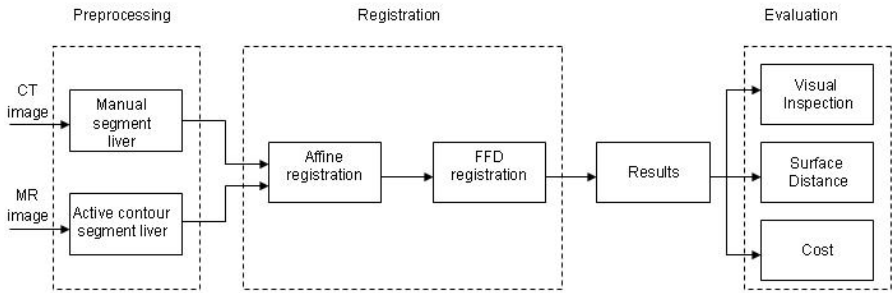 Preprocessing
Registration
Evaluation
CT
image
Manual
segment
liver
MR
image
Active contour
segment liver
Affine
registration
FFD
registration
Results
Visual
Inspection
Surface
Distance
Cost